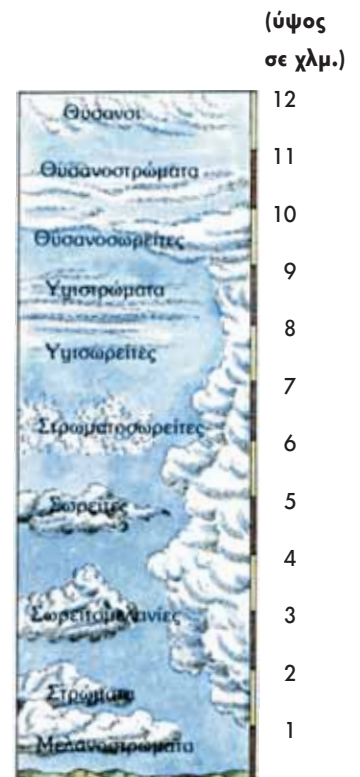 (ύψος
σε χλμ.)
12
Θύσανοι
11
Θυσανοστρώματα
10
Θυσανοσωρείτες
9
Υψιστρώματα
8
Υψισωρείτες
7
Στρωματοσωρείτες
6
Σωρείτες
5
4
Σωρειτομελανίες
3
2
Στρώματα
1
Μελανοστρώματα